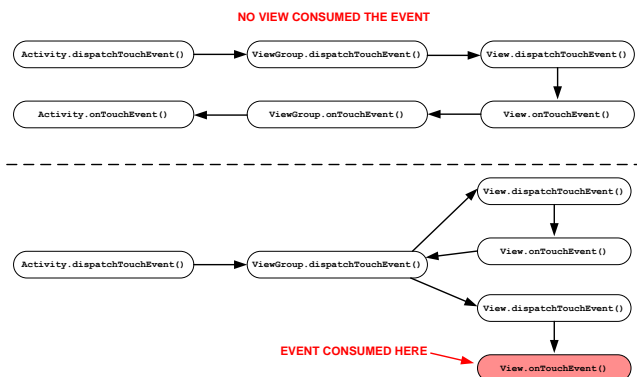 NO VIEW CONSUMED THE EVENT
Activity.dispatchTouchEvent()
ViewGroup.dispatchTouchEvent()
View.dispatchTouchEvent()
Activity.onTouchEvent()
ViewGroup.onTouchEvent()
View.onTouchEvent()
View.dispatchTouchEvent()
View.onTouchEvent()
Activity.dispatchTouchEvent()
ViewGroup.dispatchTouchEvent()
View.dispatchTouchEvent()
EVENT CONSUMED HERE
View.onTouchEvent()